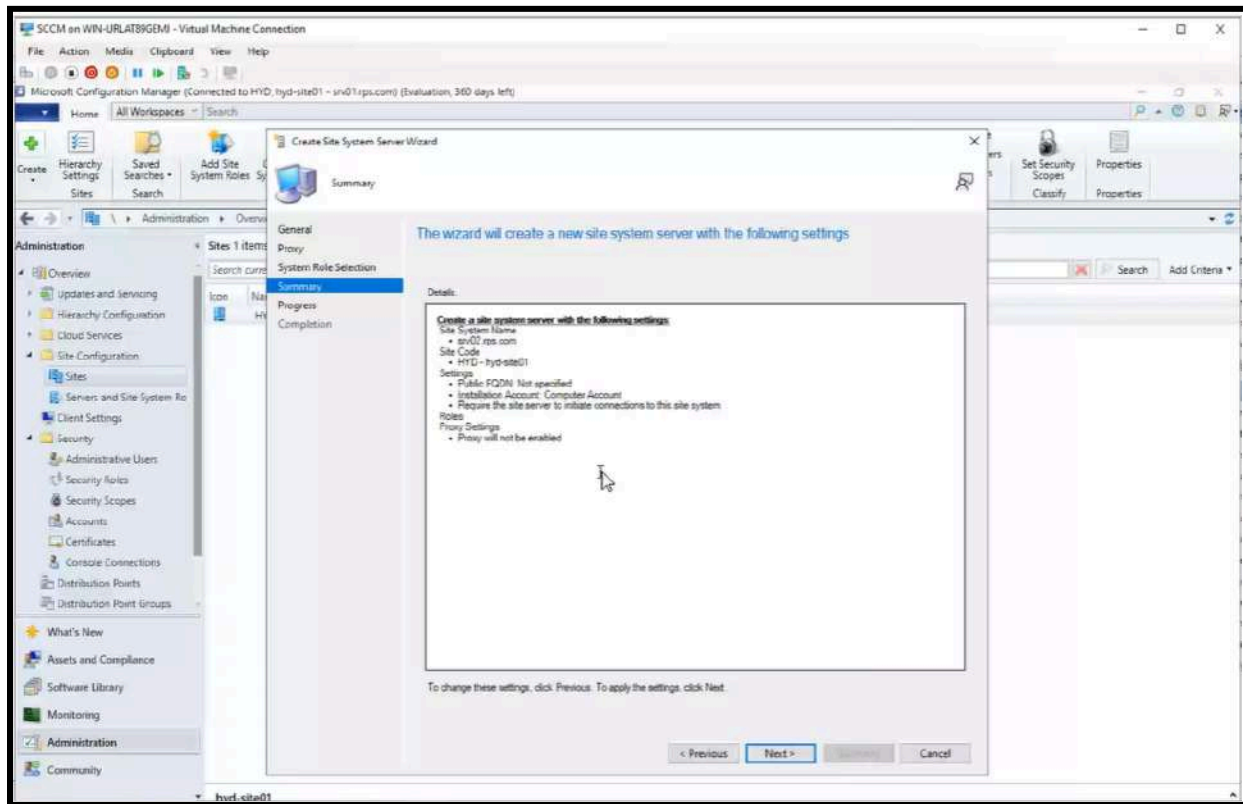 SCCM on WIN-URLAT89GEMJ - Virtual Machine Connection
File Action Media Clipboard View Help
Microsoft Configuration Manager (Connected to HYD, hyd-site01 - srv01.rps.com) (Evaluation, 360 days left)
Home All Workspaces Search
Create
Hierarchy Settings
Saved Searches
Add Site System Roles
Set Security Scopes
Properties
Sites Search Classify Properties
\ Administration Overvi
Administration
Overview
Updates and Servicing
Hierarchy Configuration
Cloud Services
Site Configuration
Sites
Servers and Site System Ro
Client Settings
Security
Administrative Users
Security Roles
Security Scopes
Accounts
Certificates
Console Connections
Distribution Points
Distribution Point Groups
What's New
Assets and Compliance
Software Library
Monitoring
Administration
Community
Sites 1 items
Search curre
Search Add Criteria
Icon Na
HY
hyd-site01
Create Site System Server Wizard
Summary
General
Proxy
System Role Selection
Summary
Progress
Completion
The wizard will create a new site system server with the following settings
Details:
Create a site system server with the following settings:
Site System Name
• srv02.rps.com
Site Code
• HYD - hyd-site01
Settings
• Public FQDN: Not specified
• Installation Account: Computer Account
• Require the site server to initiate connections to this site system
Roles
Proxy Settings
• Proxy will not be enabled
To change these settings, click Previous. To apply the settings, click Next.
< Previous Next > Cancel